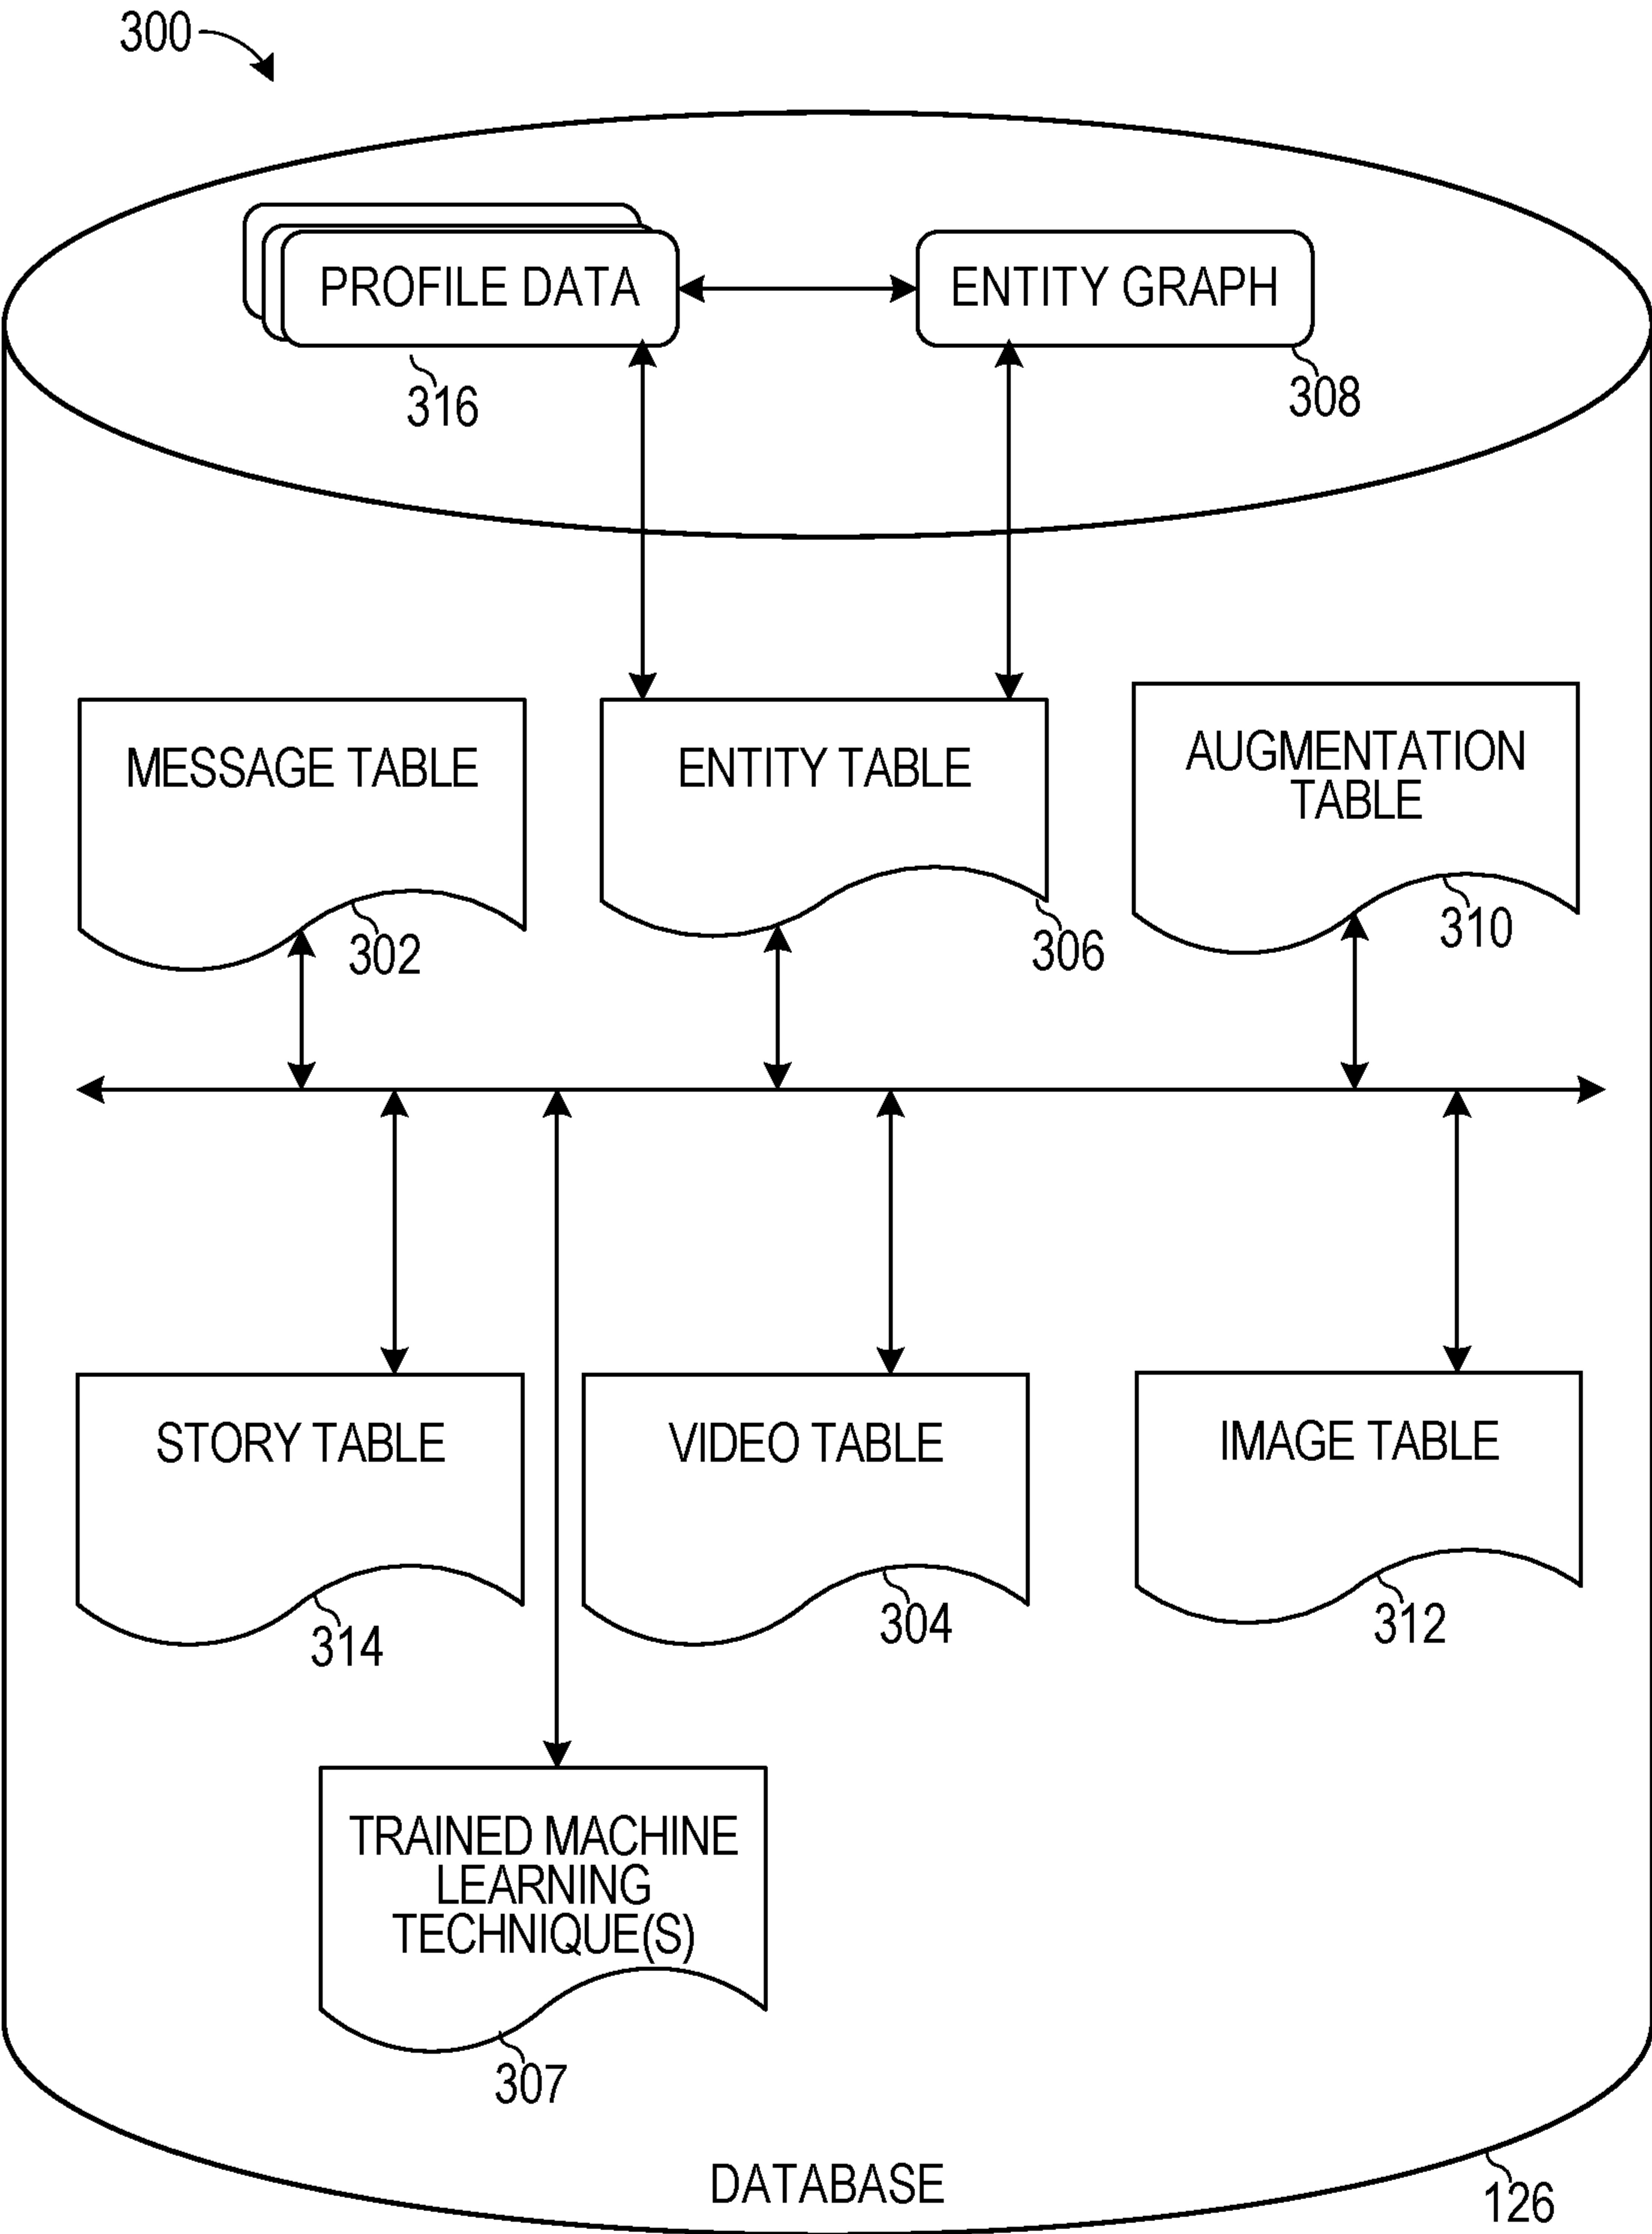 300
PROFILE DATA
ENTITY GRAPH
316
308
MESSAGE TABLE
ENTITY TABLE
AUGMENTATION
TABLE
302
306
310
STORY TABLE
VIDEO TABLE
IMAGE TABLE
314
304
312
TRAINED MACHINE
LEARNING
TECHNIQUE(S)
307
DATABASE
126